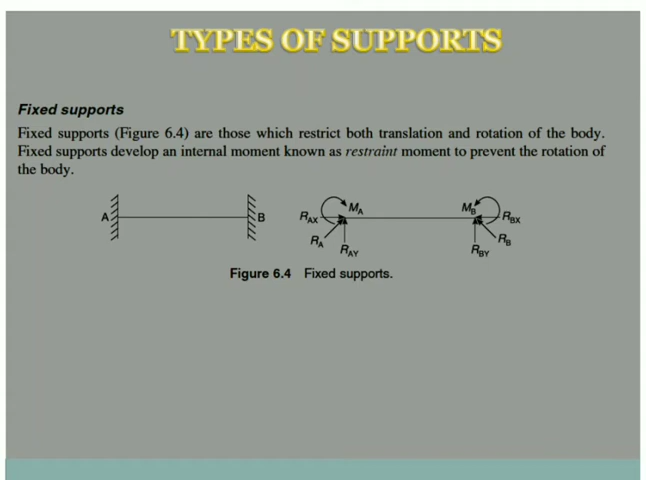 TYPES OF SUPPORTS
Fixed supports
Fixed supports (Figure 6.4) are those which restrict both translation and rotation of the body.
Fixed supports develop an internal moment known as restraint moment to prevent the rotation of
the body.
A B RAX MA MB RBX
RA RAY RBY RB
Figure 6.4 Fixed supports.